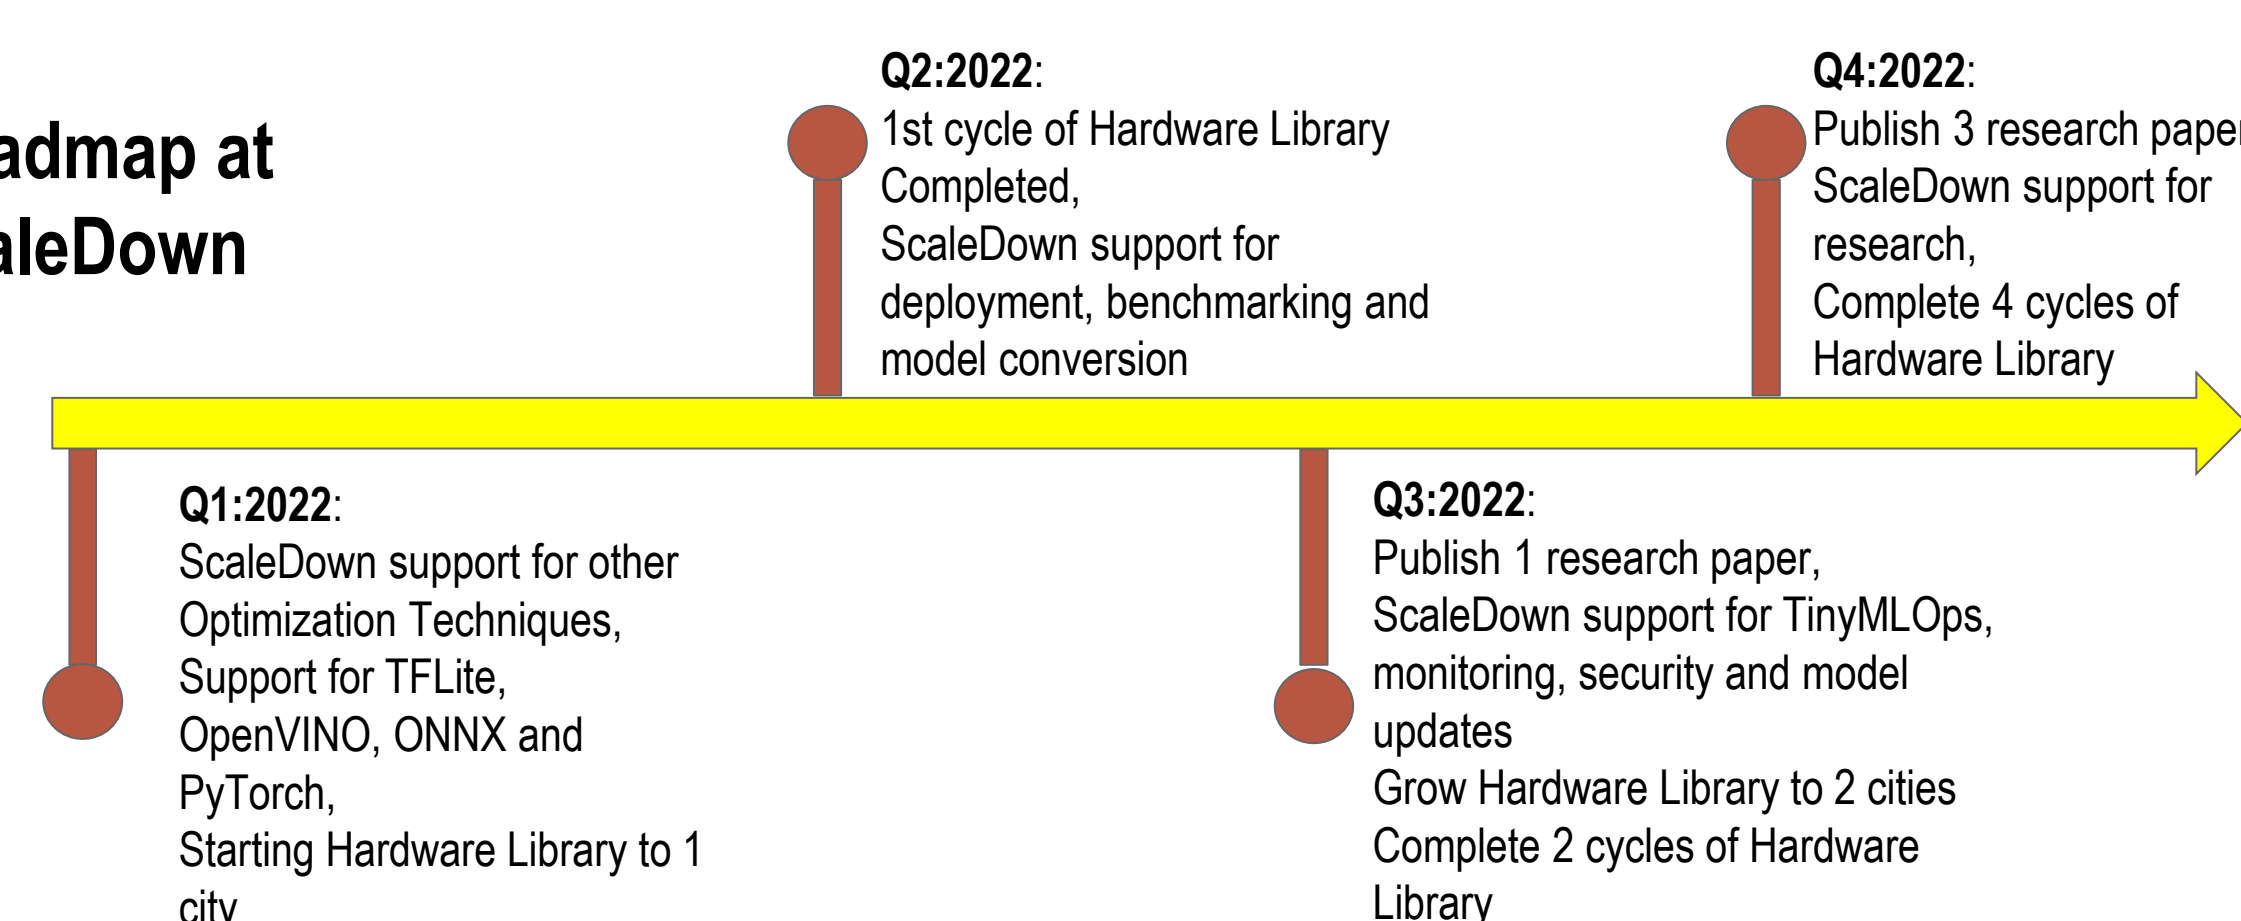 admap at
aleDown
Q2:2022:
1st cycle of Hardware Library
Completed,
ScaleDown support for
deployment, benchmarking and
model conversion
Q4:2022:
Publish 3 research paper
ScaleDown support for
research,
Complete 4 cycles of
Hardware Library
Q1:2022:
ScaleDown support for other
Optimization Techniques,
Support for TFLite,
OpenVINO, ONNX and
PyTorch,
Starting Hardware Library to 1
city
Q3:2022:
Publish 1 research paper,
ScaleDown support for TinyMLOps,
monitoring, security and model
updates
Grow Hardware Library to 2 cities
Complete 2 cycles of Hardware
Library